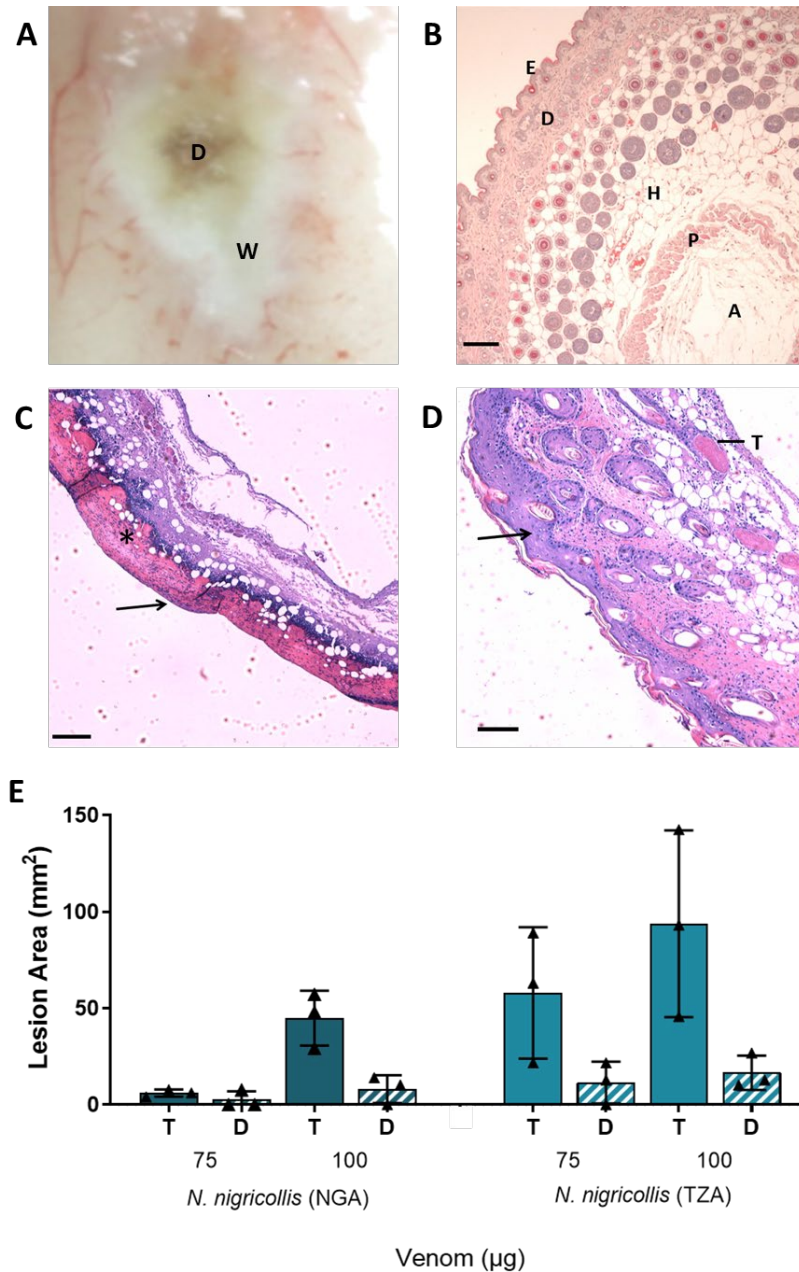 A
D
W
B
E
D
H
P
A
C
*
D
T
E
Lesion Area (mm²)
150
100
50
0
T D T D T D T D
75 100 75 100
N. nigricollis (NGA) N. nigricollis (TZA)
Venom (µg)